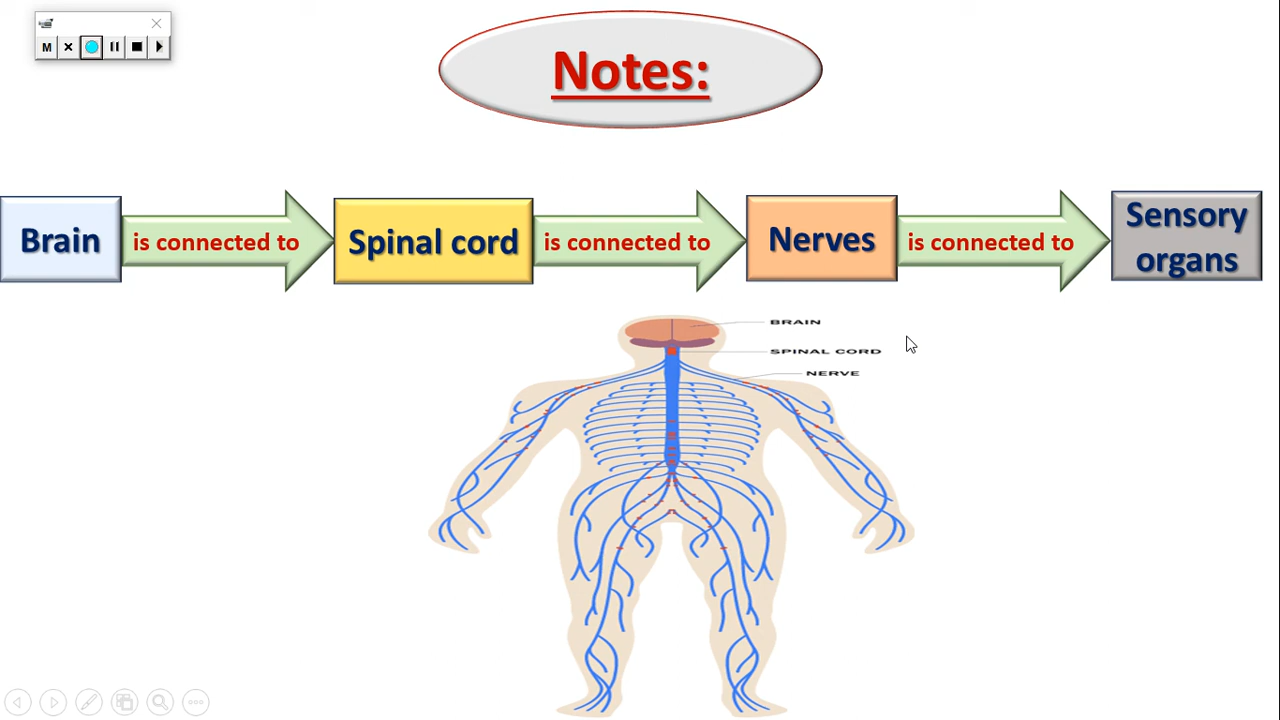 M
Notes:
Brain
is connected to
Spinal cord
is connected to
Nerves
is connected to
Sensory
organs
BRAIN
SPINAL CORD
NERVE